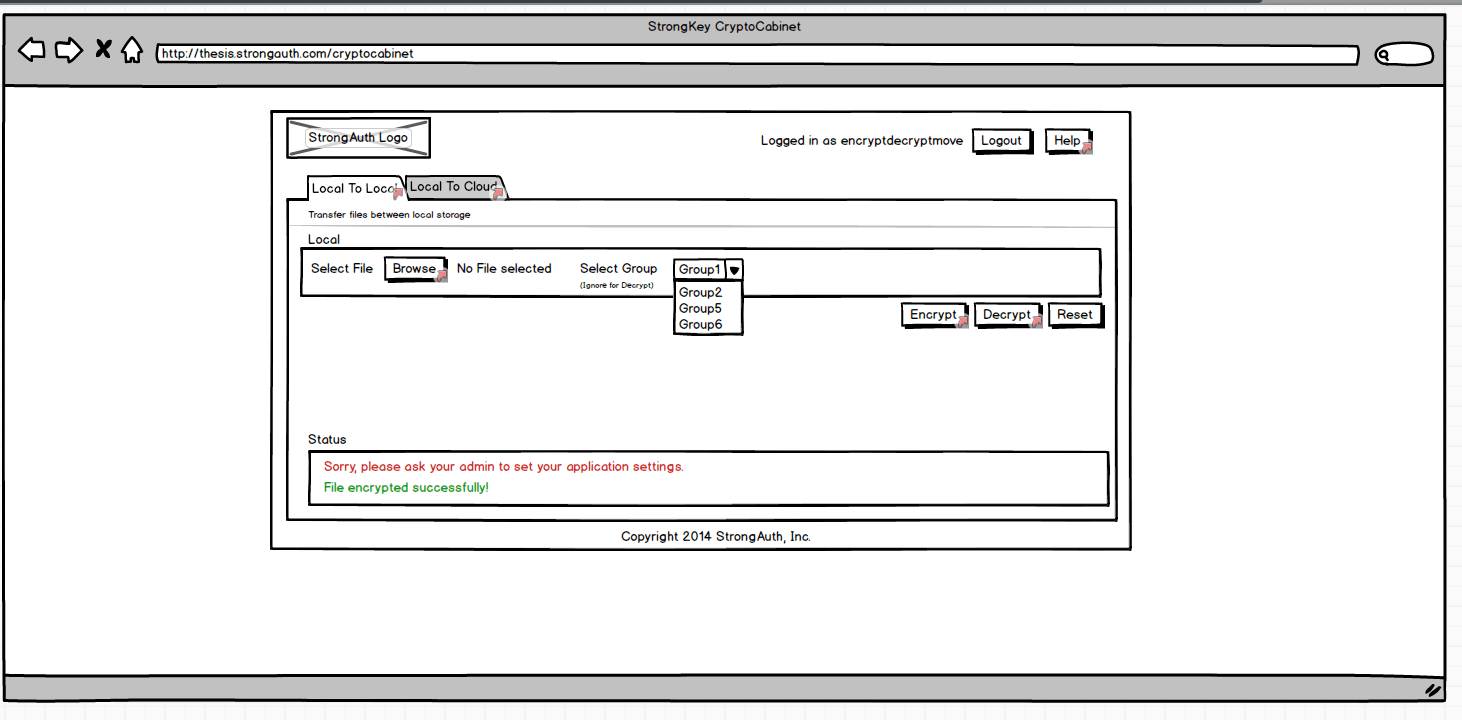 StrongKey CryptoCabinet
http://thesis.strongauth.com/cryptocabinet
StrongAuth Logo
Logged in as encryptdecryptmove
Logout
Help
Local To Local
Local To Cloud
Transfer files between local storage
Local
Select File
Browse
No File selected
Select Group
(Ignore for Decrypt)
Group1
Group2
Group5
Group6
Encrypt
Decrypt
Reset
Status
Sorry, please ask your admin to set your application settings.
File encrypted successfully!
Copyright 2014 StrongAuth, Inc.